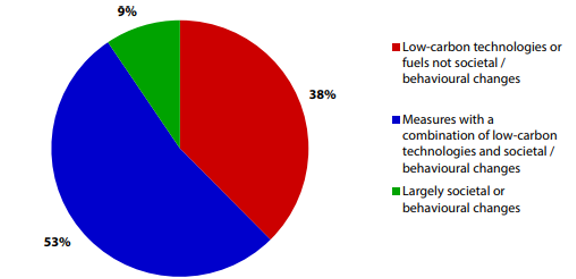 9%
38%
53%
Low-carbon technologies or
fuels not societal /
behavioural changes
Measures with a
combination of low-carbon
technologies and societal /
behavioural changes
Largely societal or
behavioural changes